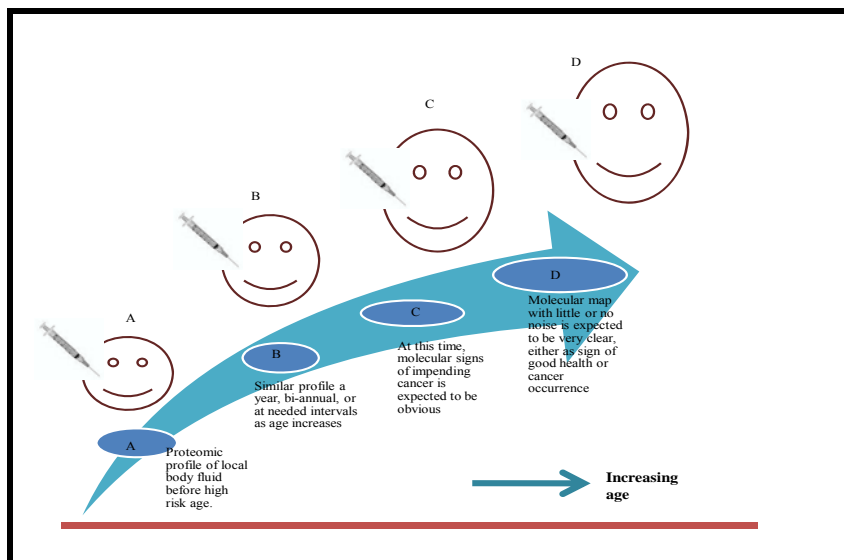 D
C
B
A
D
Molecular map
with little or no
noise is expected
to be very clear,
either as sign of
good health or
cancer
occurrence
C
At this time,
molecular signs
of impending
cancer is
expected to be
obvious
B
Similar profile a
year, bi-annual, or
at needed intervals
as age increases
A
Proteomic
profile of local
body fluid
before high
risk age.
Increasing
age